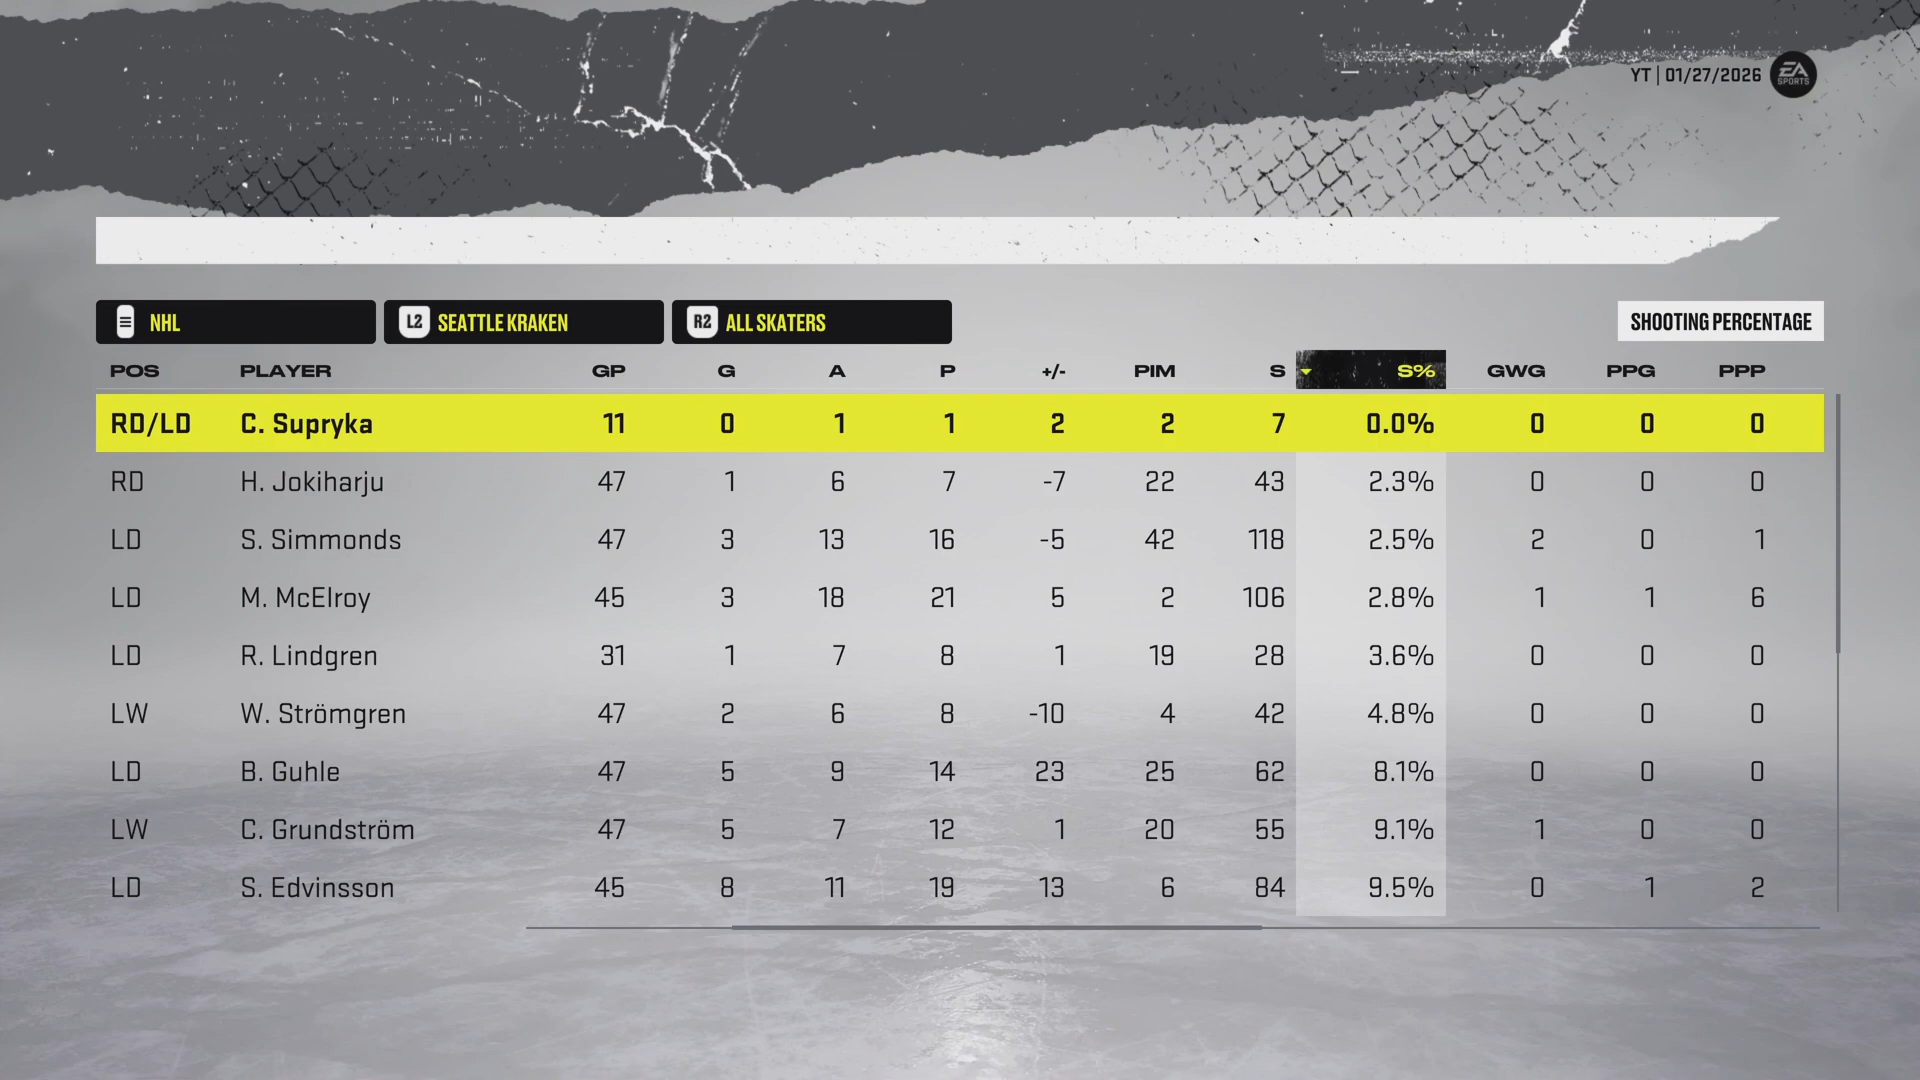 YT | 01/27/2026 EA SPORTS
NHL L2 SEATTLE KRAKEN R2 ALL SKATERS SHOOTING PERCENTAGE
POS PLAYER GP G A P +/- PIM S S% GWG PPG PPP
RD/LD C. Supryka 11 0 1 1 2 2 7 0.0% 0 0 0
RD H. Jokiharju 47 1 6 7 -7 22 43 2.3% 0 0 0
LD S. Simmonds 47 3 13 16 -5 42 118 2.5% 2 0 1
LD M. McElroy 45 3 18 21 5 2 106 2.8% 1 1 6
LD R. Lindgren 31 1 7 8 1 19 28 3.6% 0 0 0
LW W. Strömgren 47 2 6 8 -10 4 42 4.8% 0 0 0
LD B. Guhle 47 5 9 14 23 25 62 8.1% 0 0 0
LW C. Grundström 47 5 7 12 1 20 55 9.1% 1 0 0
LD S. Edvinsson 45 8 11 19 13 6 84 9.5% 0 1 2